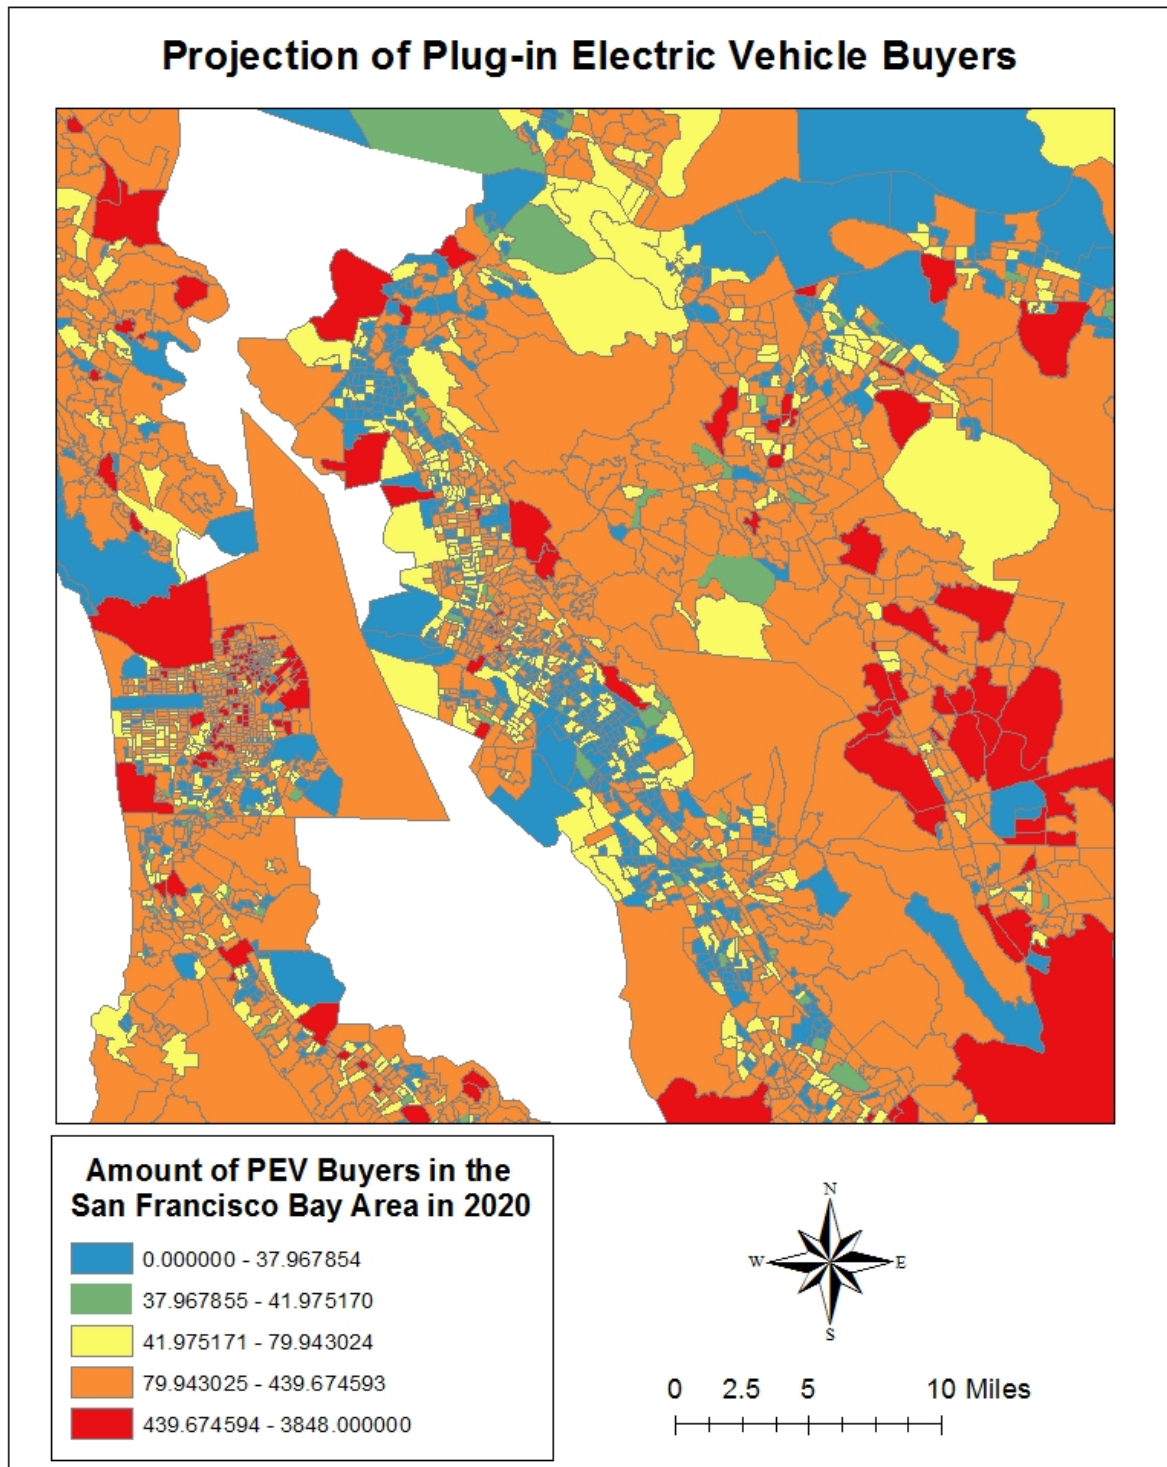 Projection of Plug-in Electric Vehicle Buyers
Amount of PEV Buyers in the
San Francisco Bay Area in 2020
0.000000 - 37.967854
37.967855 - 41.975170
41.975171 - 79.943024
79.943025 - 439.674593
439.674594 - 3848.000000
N
W E
S
0 2.5 5 10 Miles